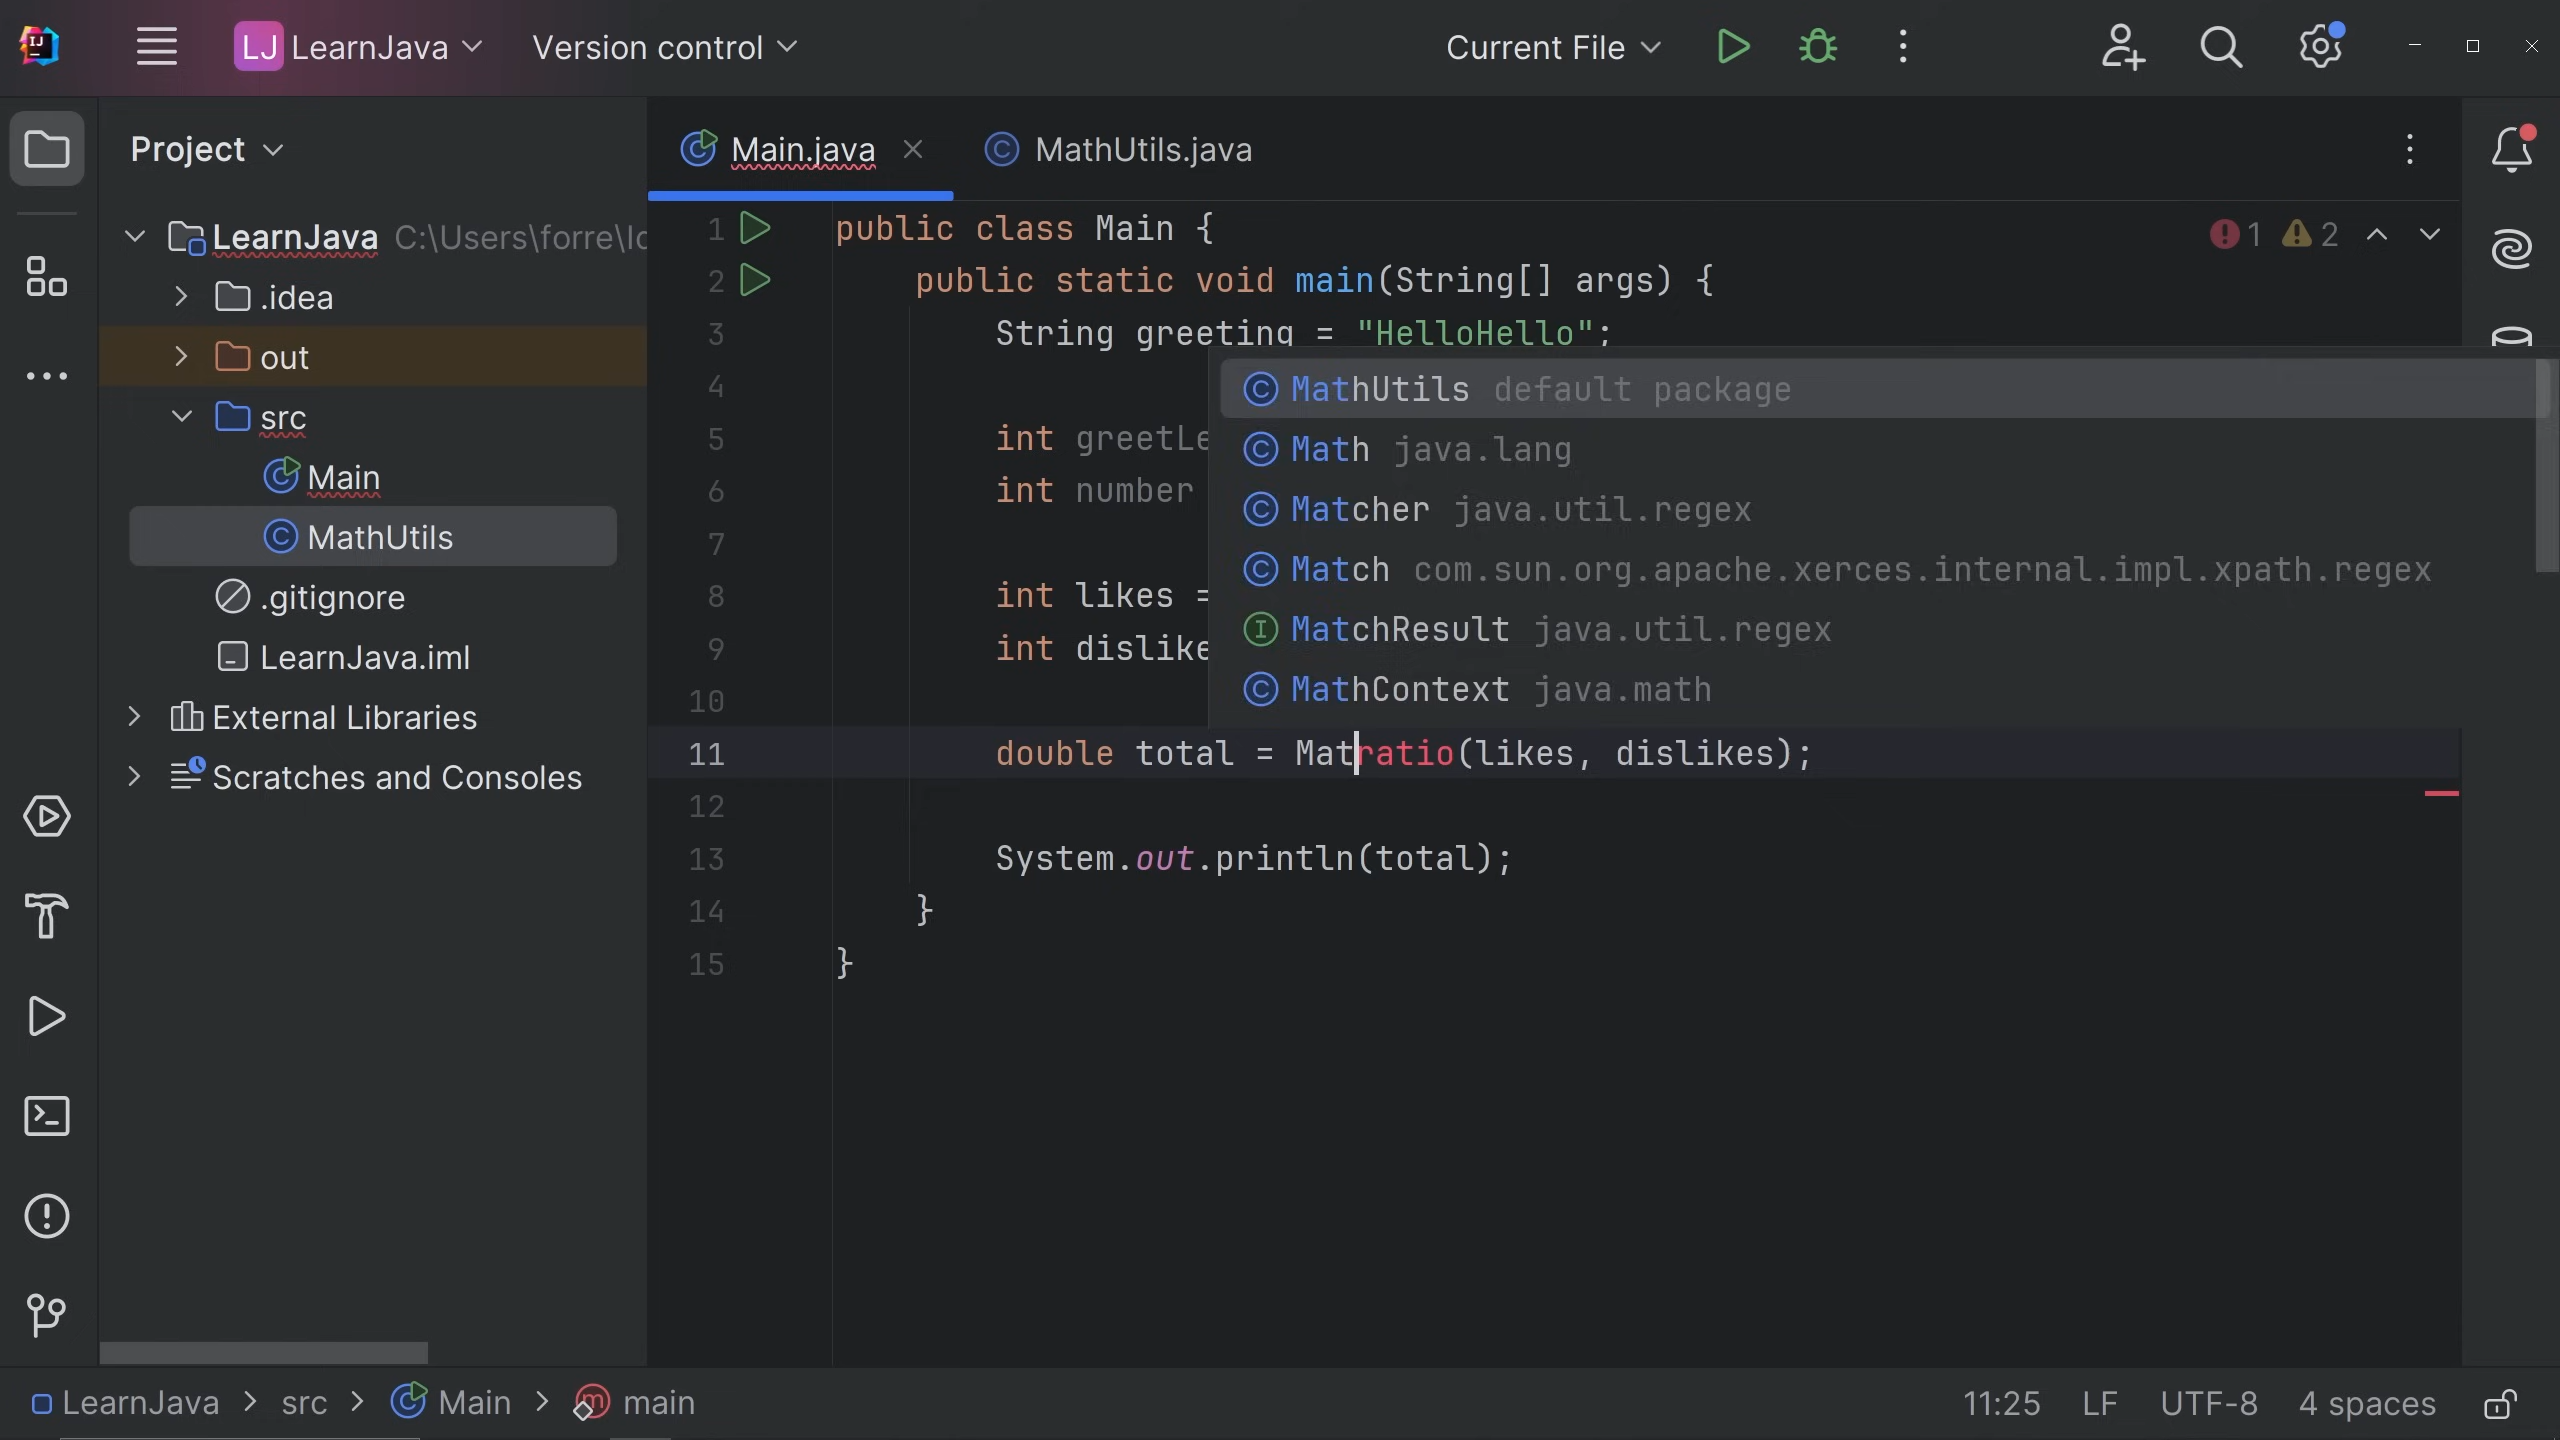 IJ
LJ LearnJava
Version control
Current File
Project
LearnJava C:\Users\forre\Id
.idea
out
src
Main
MathUtils
.gitignore
LearnJava.iml
External Libraries
Scratches and Consoles
Main.java
MathUtils.java
1 public class Main {
1 2
2 public static void main(String[] args) {
3 String greeting = "HelloHello";
4
5 int greetLe
6 int number
7
8 int likes =
9 int dislike
10
MathUtils default package
Math java.lang
Matcher java.util.regex
Match com.sun.org.apache.xerces.internal.impl.xpath.regex
MatchResult java.util.regex
MathContext java.math
11 double total = Matratio(likes, dislikes);
12
13 System.out.println(total);
14 }
15 }
LearnJava > src > Main > main
11:25 LF UTF-8 4 spaces